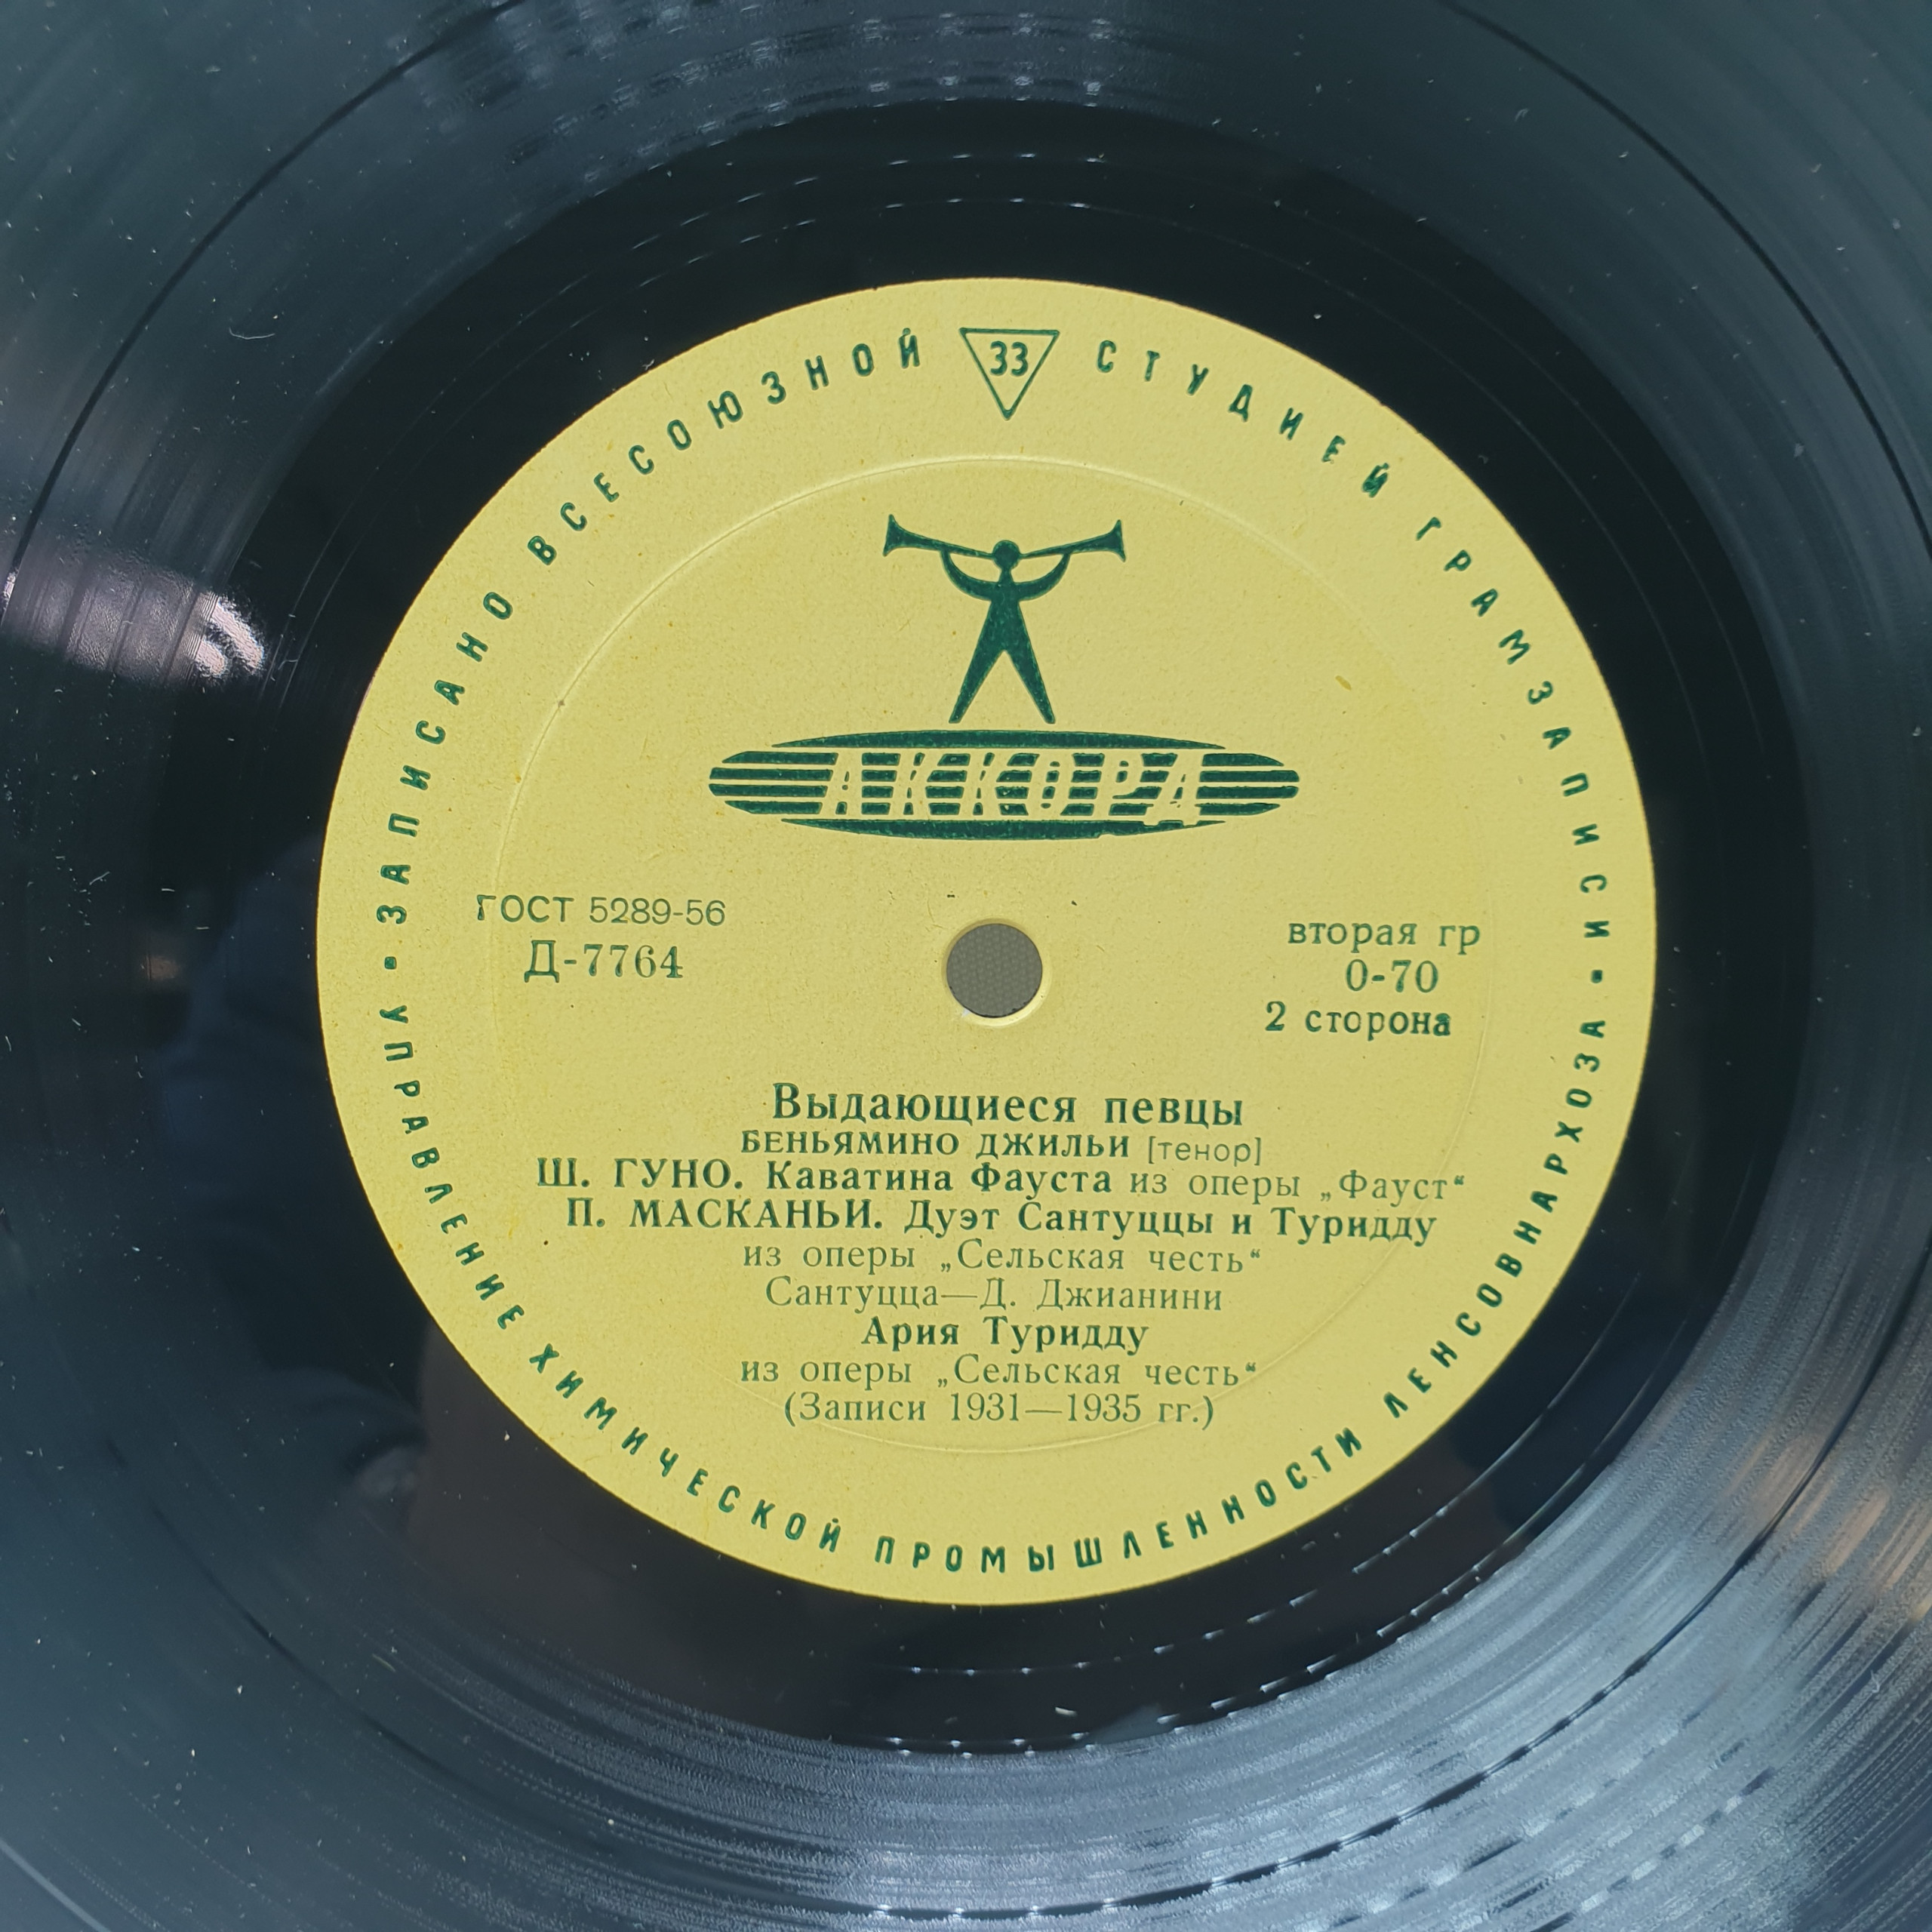 ЗАПИСАНО ВСЕСОЮЗНОЙ 33 СТУДИЕЙ ГРАМЗАПИСИ
АККОРД
ГОСТ 5289-56
Д-7764
вторая гр
0-70
2 сторона
Выдающиеся певцы
БЕНЬЯМИНО ДЖИЛЬИ [тенор]
Ш. ГУНО. Каватина Фауста из оперы „Фауст“
П. МАСКАНЬИ. Дуэт Сантуццы и Туридду
из оперы „Сельская честь“
Сантуцца—Д. Джианини
Ария Туридду
из оперы „Сельская честь“
(Записи 1931—1935 гг.)
УПРАВЛЕНИЕ ХИМИЧЕСКОЙ ПРОМЫШЛЕННОСТИ ЛЕНСОВНАРХОЗА